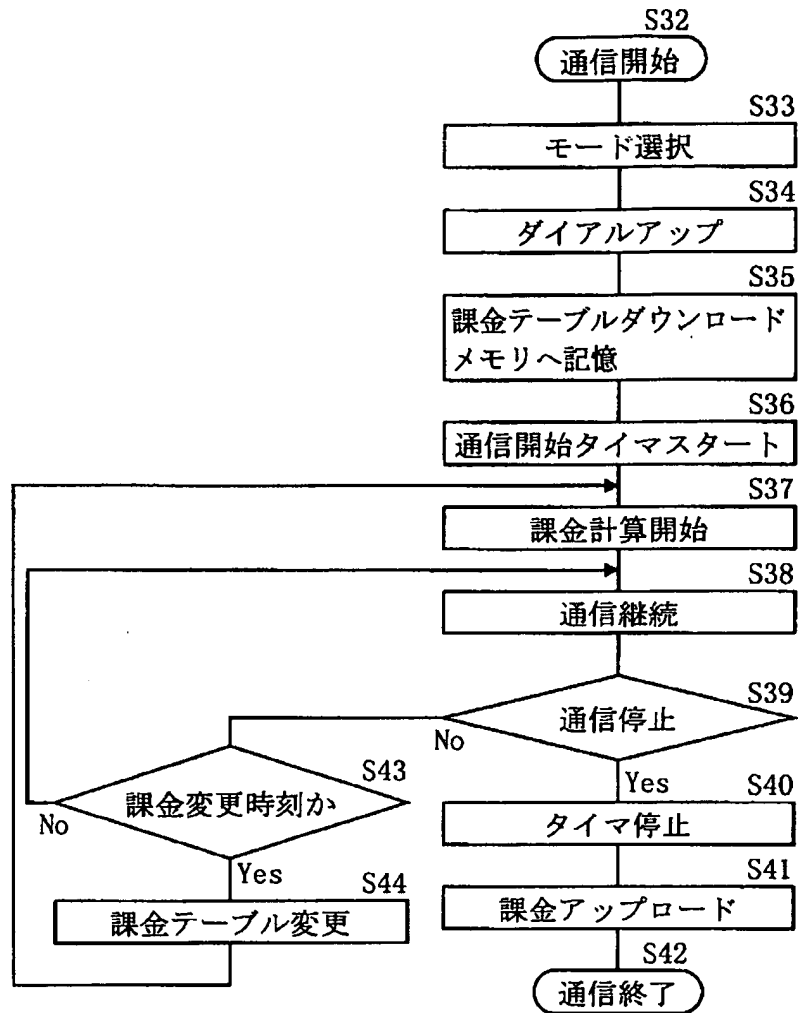 S32
通信開始
S33
モード選択
S34
ダイアルアップ
S35
課金テーブルダウンロード
メモリへ記憶
S36
通信開始タイマスタート
S37
課金計算開始
S38
通信継続
S39
通信停止
No
Yes
S43
課金変更時刻か
No
Yes
S44
課金テーブル変更
S40
タイマ停止
S41
課金アップロード
S42
通信終了